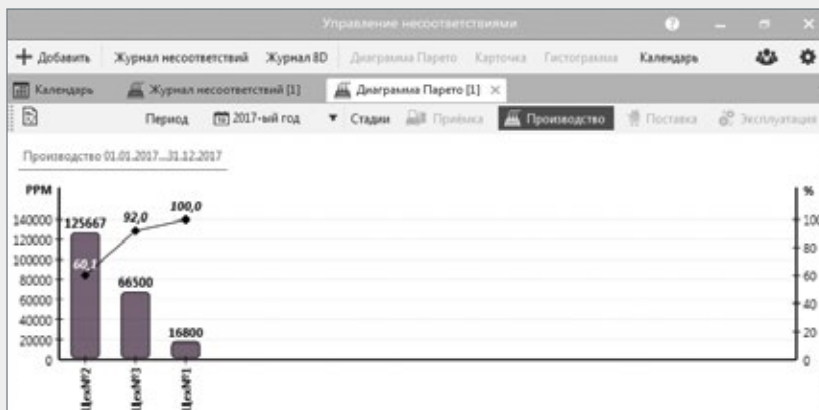 Управление несоответствиями
Добавить Журнал несоответствий Журнал 8D Диаграмма Парето Карточка Гистограмма Календарь
Календарь Журнал несоответствий [1] Диаграмма Парето [1]
Период 2017-ый год Стадии Приёмка Производство Поставка Эксплуатация
Производство 01.01.2017...31.12.2017
PPM %
125667 92,0 100,0
140000 100
120000 80
100000 60,1
80000 66500 60
60000 40
40000 16800
20000 20
0 0
Цех№2 Цех№3 Цех№1